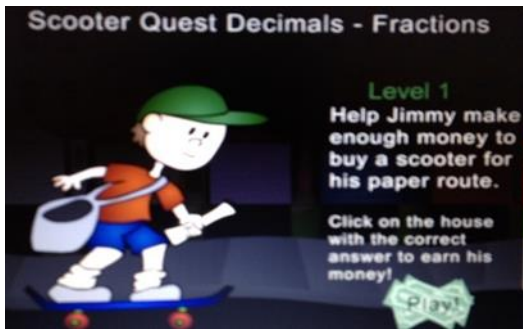 Scooter Quest Decimals - Fractions
Level 1
Help Jimmy make
enough money to
buy a scooter for
his paper route.
Click on the house
with the correct
answer to earn his
money!
Play!